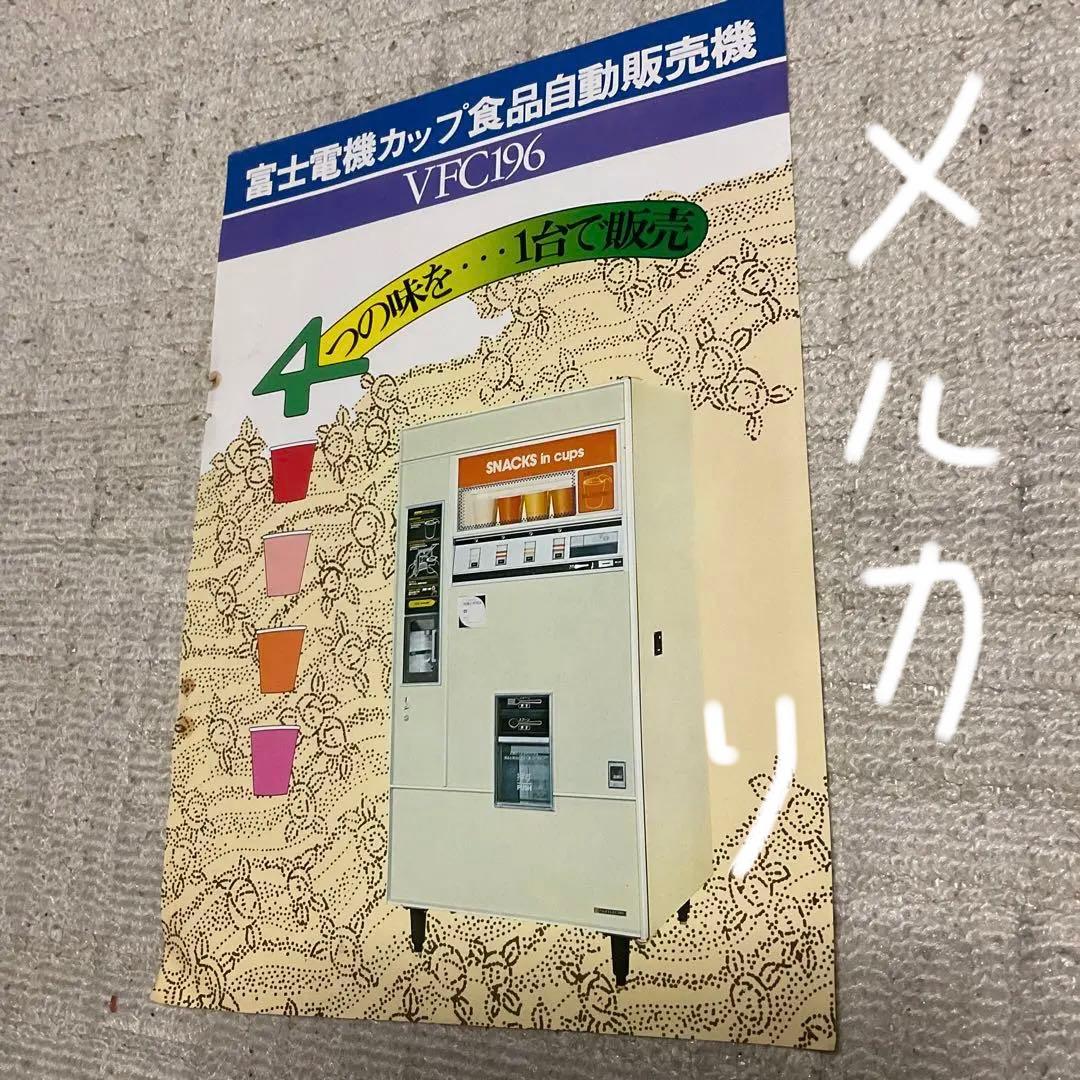 富士電機カップ食品自動販売機
VFC196
4つの味を・・・1台で販売
SNACKS in cups
PUSH
メルカリ